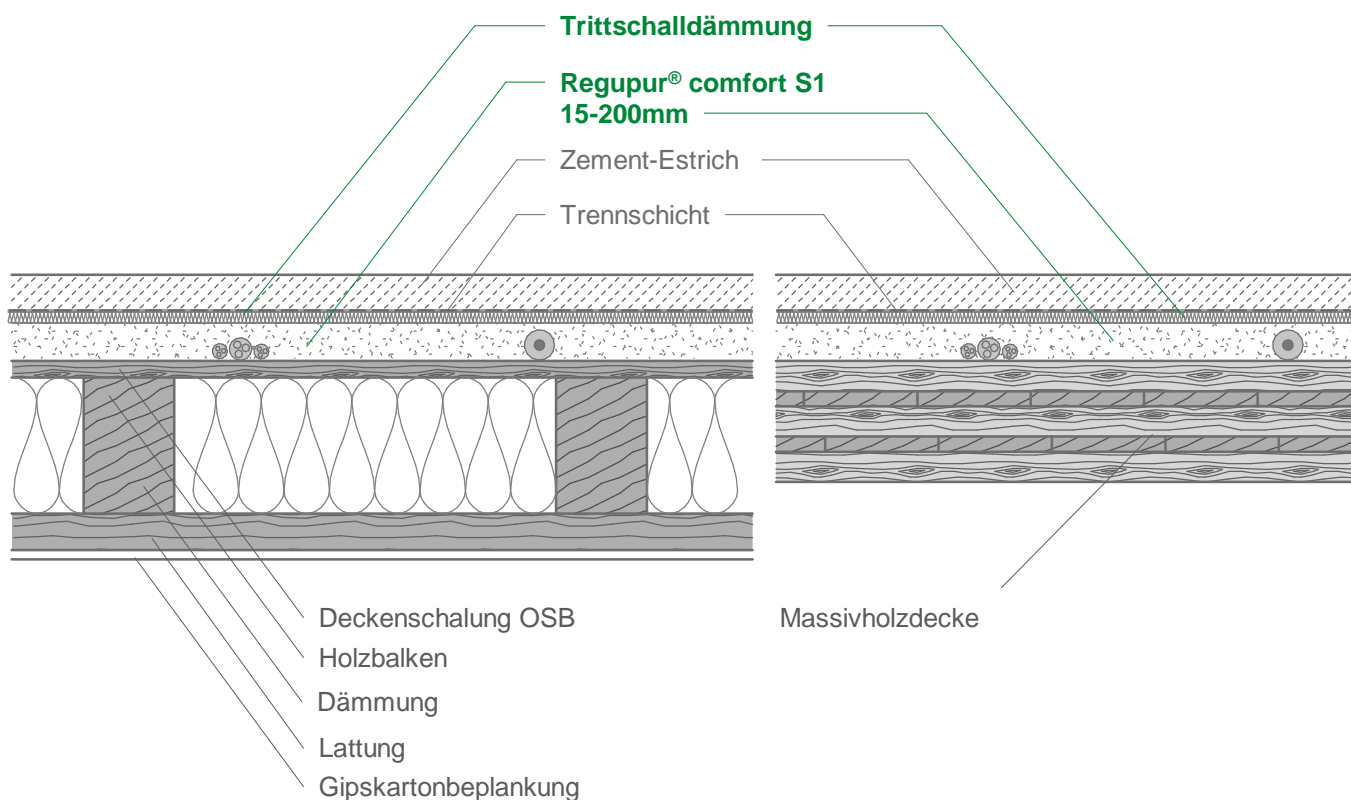 Trittschalldämmung
Regupur® comfort S1
15-200mm
Zement-Estrich
Trennschicht
Deckenschalung OSB
Massivholzdecke
Holzbalken
Dämmung
Lattung
Gipskartonbeplankung